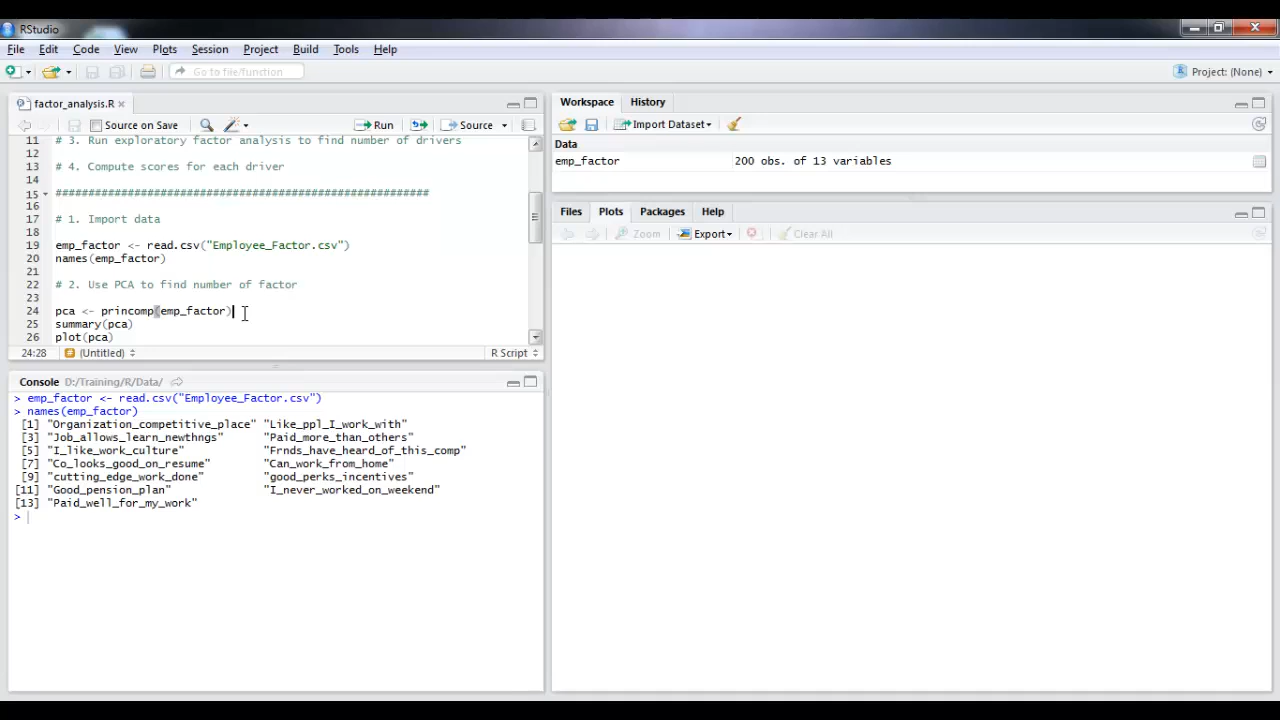 RStudio
File Edit Code View Plots Session Project Build Tools Help
Go to file/function
Project: (None)
factor_analysis.R
Source on Save Run Source
11 # 3. Run exploratory factor analysis to find number of drivers
12
13 # 4. Compute scores for each driver
14
15 #########################################################
16
17 # 1. Import data
18
19 emp_factor <- read.csv("Employee_Factor.csv")
20 names(emp_factor)
21
22 # 2. Use PCA to find number of factor
23
24 pca <- princomp(emp_factor)
25 summary(pca)
26 plot(pca)
24:28 (Untitled) R Script
Console D:/Training/R/Data/
> emp_factor <- read.csv("Employee_Factor.csv")
> names(emp_factor)
[1] "Organization_competitive_place" "Like_ppl_I_work_with"
[3] "Job_allows_learn_newthngs" "Paid_more_than_others"
[5] "I_like_work_culture" "Frnds_have_heard_of_this_comp"
[7] "Co_looks_good_on_resume" "Can_work_from_home"
[9] "cutting_edge_work_done" "good_perks_incentives"
[11] "Good_pension_plan" "I_never_worked_on_weekend"
[13] "Paid_well_for_my_work"
>
Workspace History
Import Dataset
Data
emp_factor 200 obs. of 13 variables
Files Plots Packages Help
Zoom Export Clear All